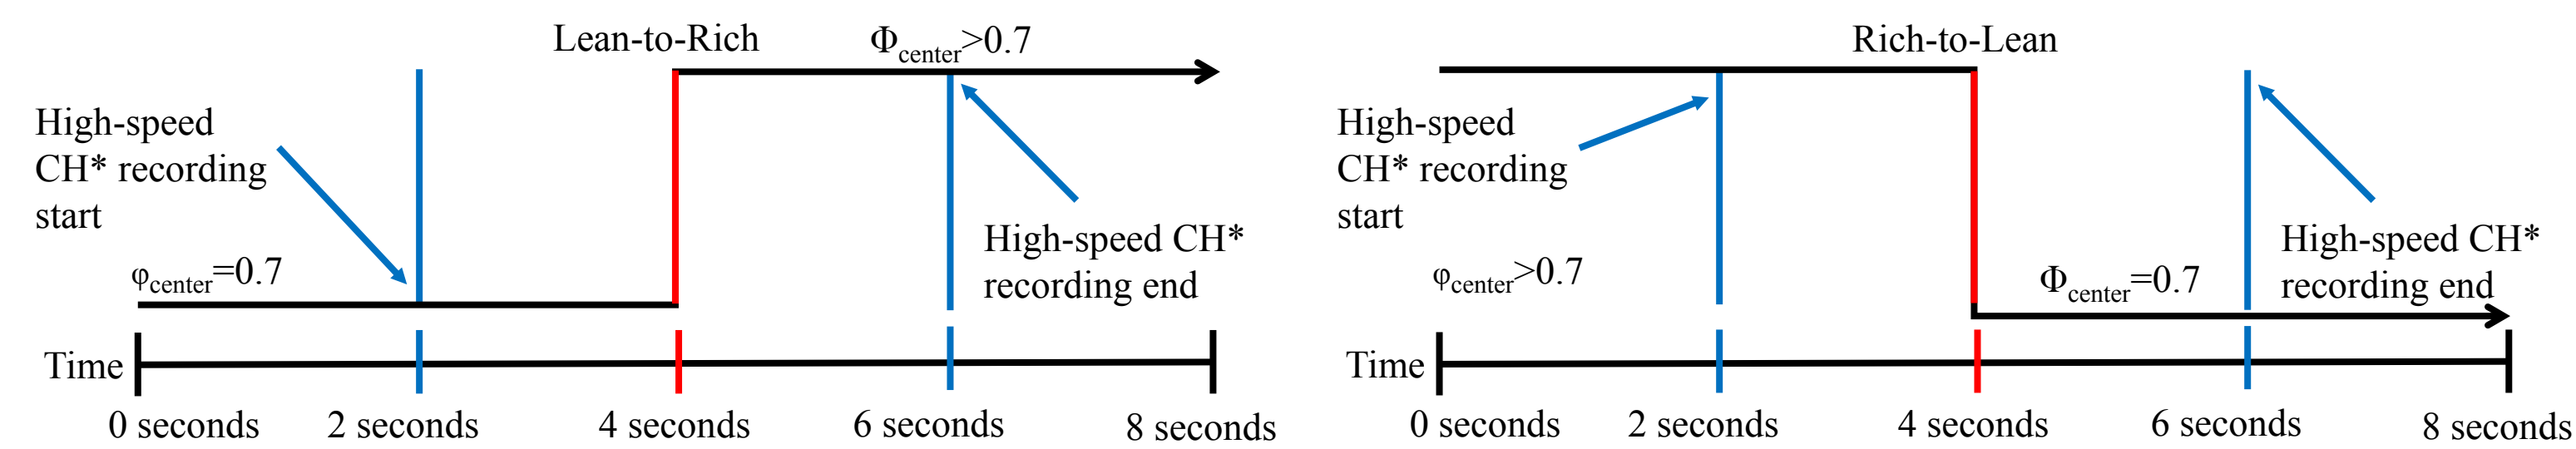 Lean-to-Rich
Φcenter>0.7
High-speed
CH* recording
start
φcenter=0.7
High-speed CH*
recording end
Time
0 seconds
2 seconds
4 seconds
6 seconds
8 seconds
Rich-to-Lean
High-speed
CH* recording
start
φcenter>0.7
Φcenter=0.7
High-speed CH*
recording end
Time
0 seconds
2 seconds
4 seconds
6 seconds
8 seconds